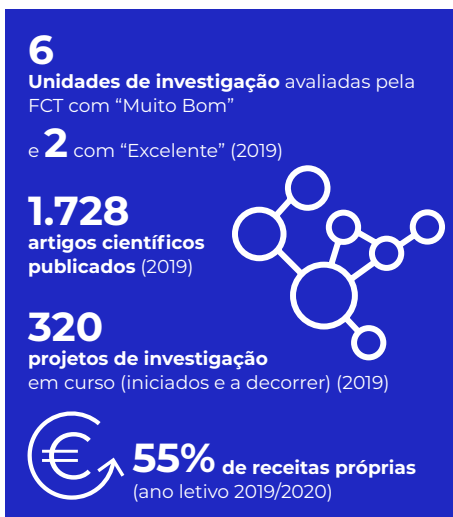 6
Unidades de investigação avaliadas pela
FCT com “Muito Bom”
e 2 com “Excelente” (2019)
1.728
artigos científicos
publicados (2019)
320
projetos de investigação
em curso (iniciados e a decorrer) (2019)
€
55% de receitas próprias
(ano letivo 2019/2020)